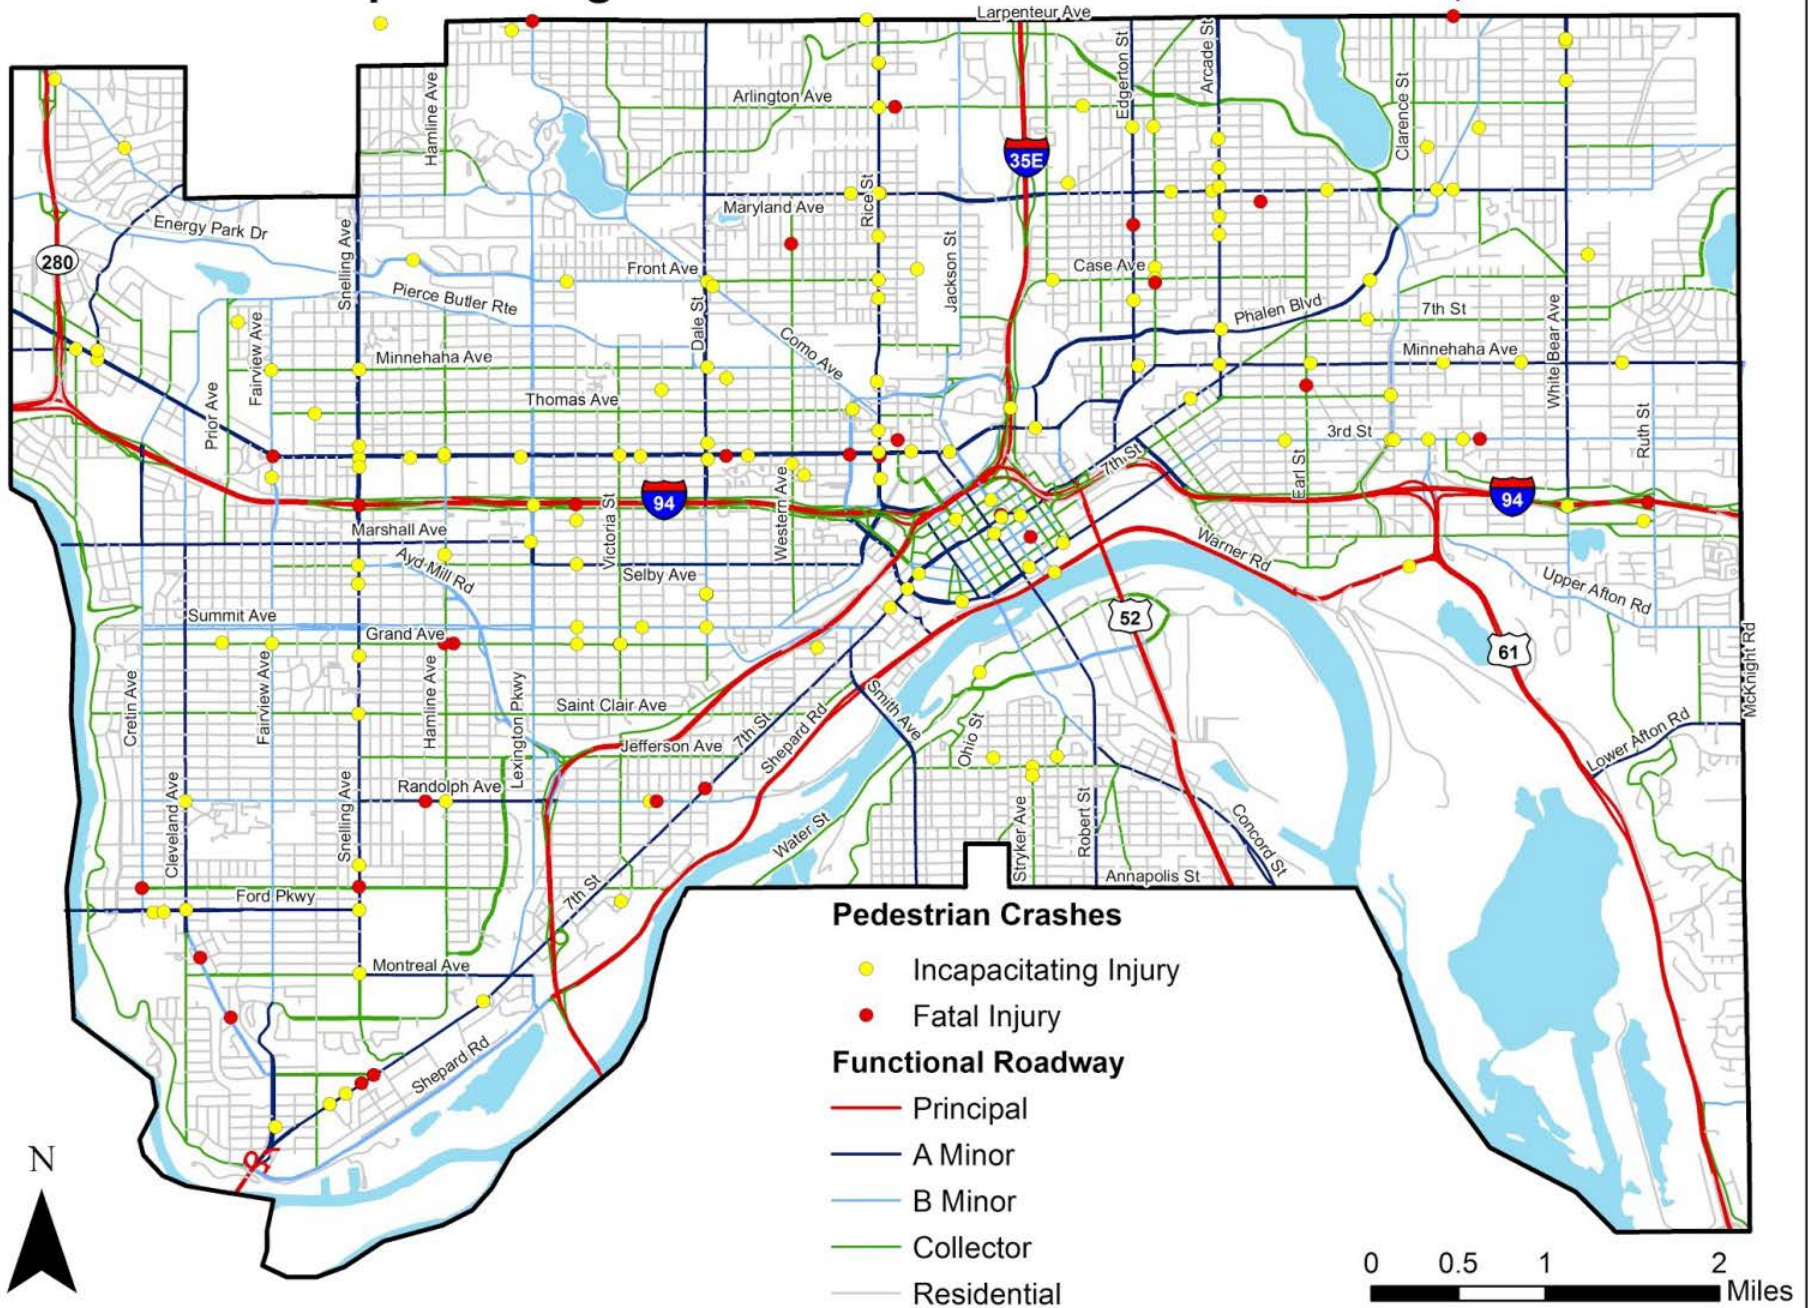 Larpenteur Ave
Hamline Ave
Arlington Ave
Edgerton St
Arcade St
Clarence St
35E
Rice St
Maryland Ave
Energy Park Dr
Snelling Ave
280
Jackson St
Front Ave
Case Ave
Pierce Butler Rte
Dale St
Phalen Blvd
7th St
White Bear Ave
Fairview Ave
Como Ave
Minnehaha Ave
Minnehaha Ave
Prior Ave
Thomas Ave
3rd St
Ruth St
7th St
Earl St
Western Ave
94
94
Victoria St
Marshall Ave
Ayd Mill Rd
Selby Ave
Warner Rd
Upper Afton Rd
Summit Ave
Grand Ave
52
61
McKnight Rd
Cretin Ave
Fairview Ave
Hamline Ave
Lexington Pkwy
Saint Clair Ave
Smith Ave
7th St
Shepard Rd
Ohio St
Jefferson Ave
Lower Afton Rd
Randolph Ave
Cleveland Ave
Snelling Ave
Water St
Stryker Ave
Robert St
Concord St
Annapolis St
Ford Pkwy
7th St
Montreal Ave
Shepard Rd
Pedestrian Crashes
Incapacitating Injury
Fatal Injury
Functional Roadway
Principal
A Minor
B Minor
Collector
Residential
N
0 0.5 1 2
Miles